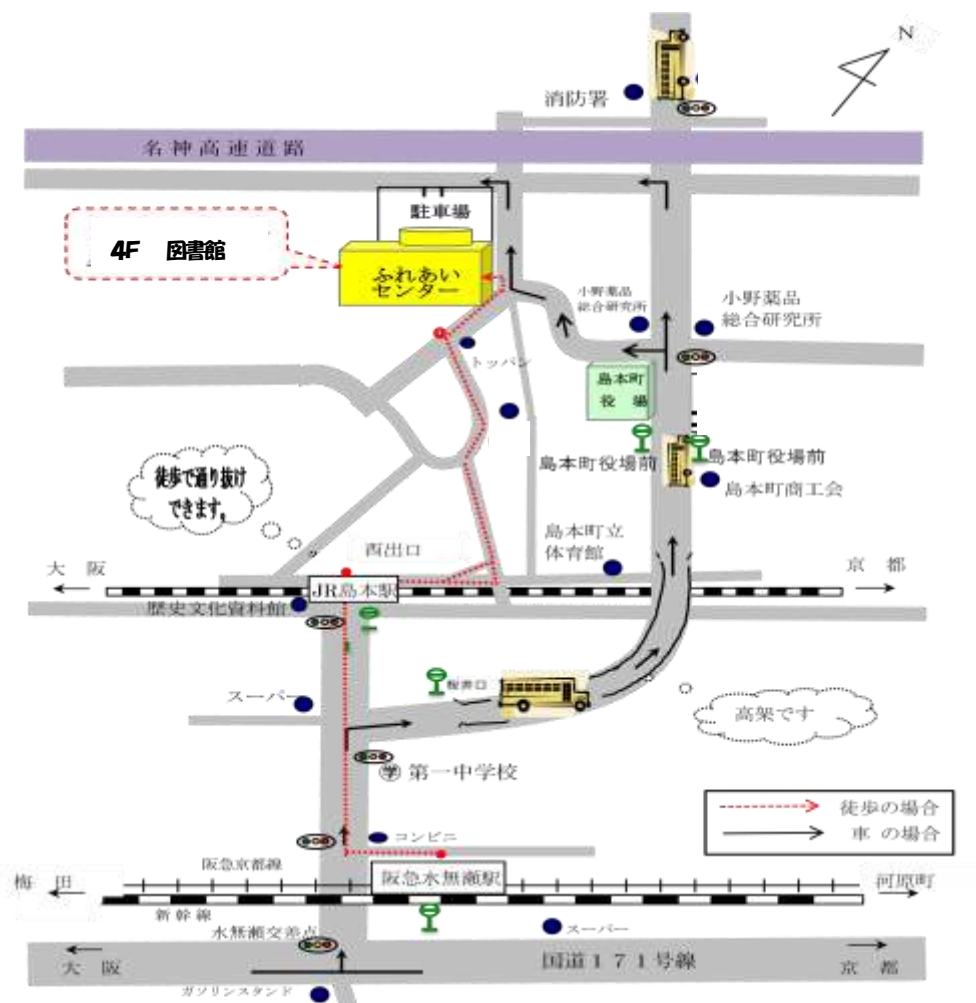 N
消防署
名神高速道路
駐車場
4F 図書館
ふれあい
センター
小野薬品
総合研究所
小野薬品
総合研究所
トッパン
島本町
役場
島本町役場前
島本町役場前
島本町商工会
徒歩で通り抜け
できます。
島本町立
体育館
西出口
大阪
京都
JR島本駅
歴史文化資料館
桜井口
スーパー
高架です
学 第一中学校
徒歩の場合
車の場合
コンビニ
阪急京都線
梅田
阪急水無瀬駅
河原町
新幹線
水無瀬交差点
スーパー
大阪
国道171号線
京都
ガソリンスタンド